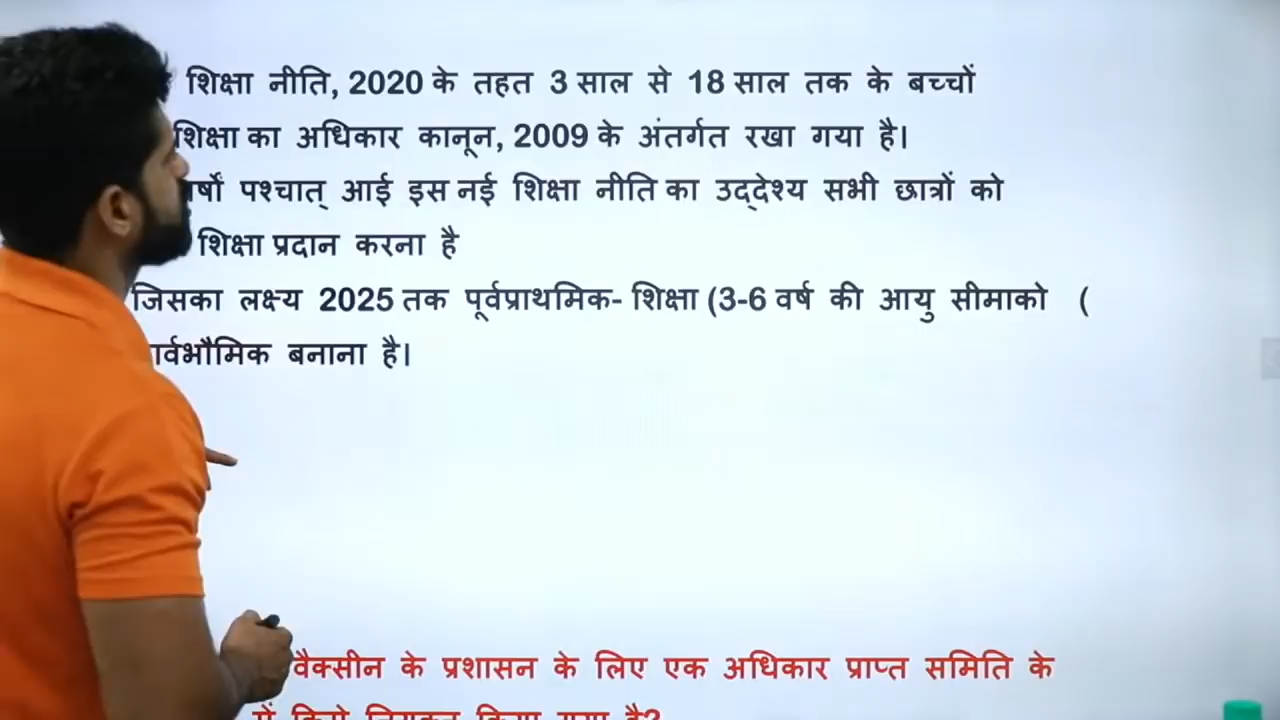 शिक्षा नीति, 2020 के तहत 3 साल से 18 साल तक के बच्चों
शिक्षा का अधिकार कानून, 2009 के अंतर्गत रखा गया है।
पश्चात् आई इस नई शिक्षा नीति का उद्देश्य सभी छात्रों को
शिक्षा प्रदान करना है
जिसका लक्ष्य 2025 तक पूर्वप्राथमिक- शिक्षा (3-6 वर्ष की आयु सीमाको (
बनाना है।
वैक्सीन के प्रशासन के लिए एक अधिकार प्राप्त समिति के